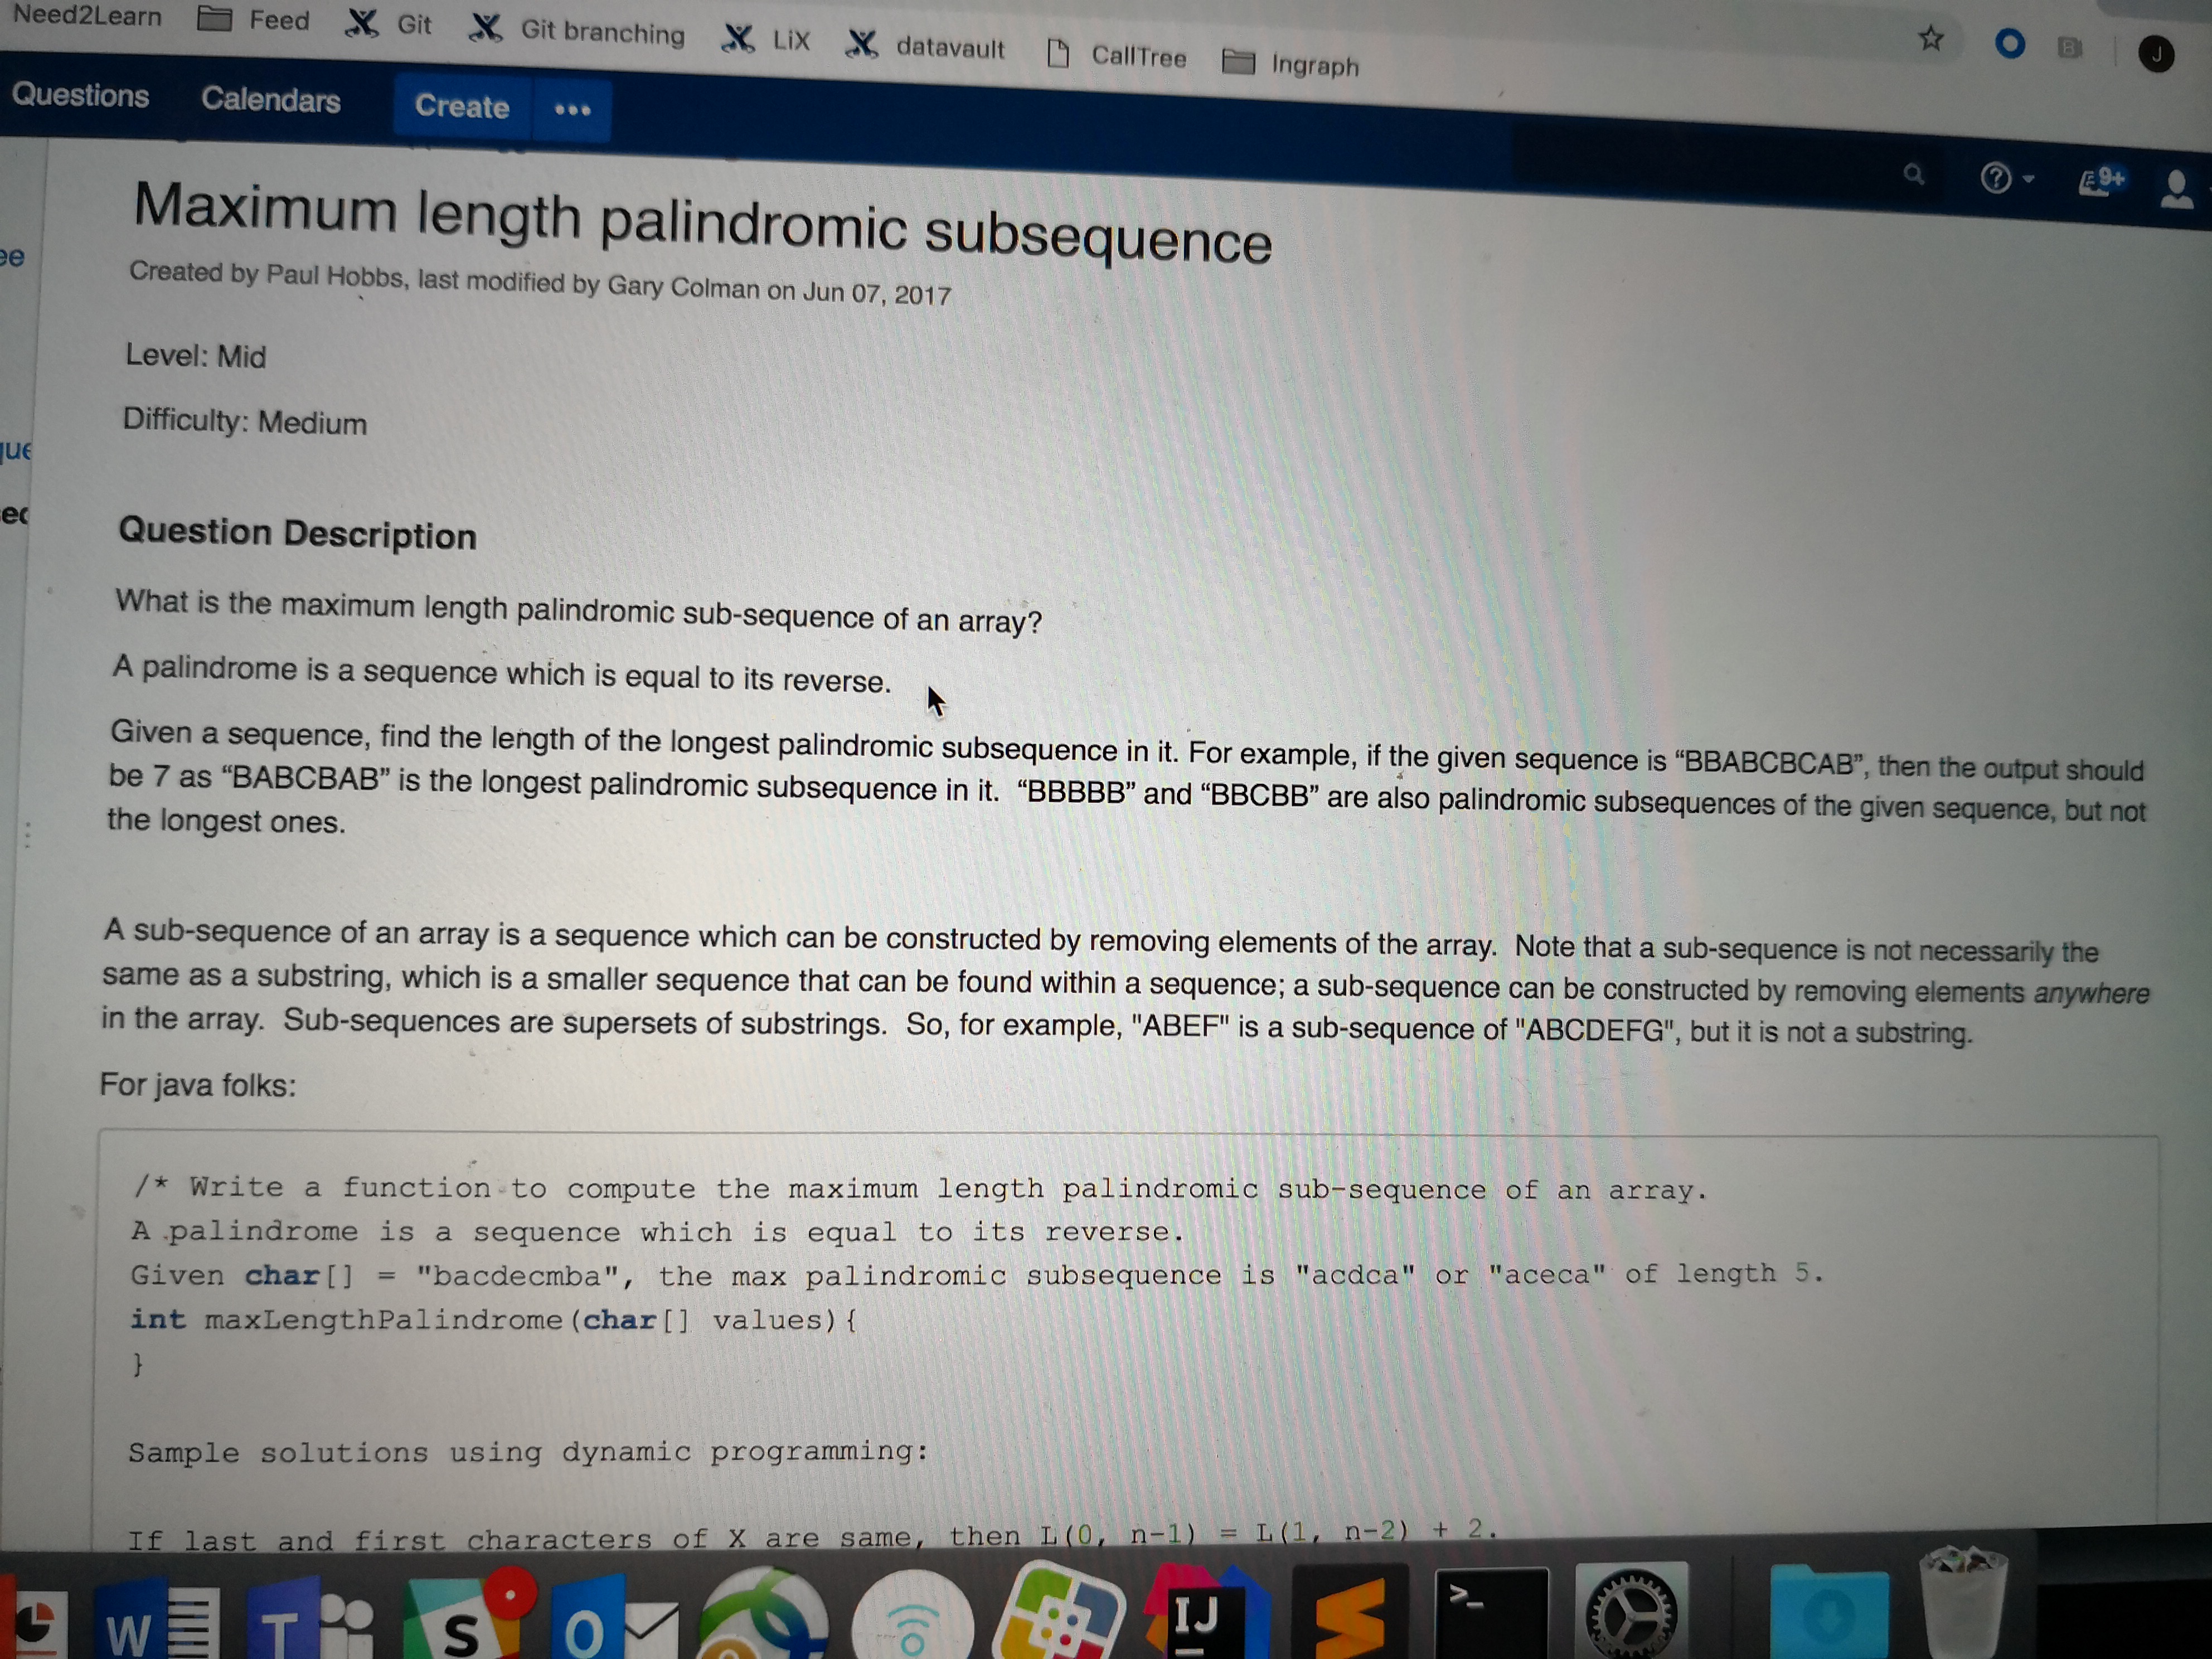 Need2Learn Feed Git Git branching LiX datavault CallTree Ingraph
J
Questions Calendars Create •••
9+
Maximum length palindromic subsequence
Created by Paul Hobbs, last modified by Gary Colman on Jun 07, 2017
Level: Mid
Difficulty: Medium
Question Description
What is the maximum length palindromic sub-sequence of an array?
A palindrome is a sequence which is equal to its reverse.
Given a sequence, find the length of the longest palindromic subsequence in it. For example, if the given sequence is “BBABCBCAB”, then the output should
be 7 as “BABCBAB” is the longest palindromic subsequence in it. “BBBBB” and “BBCBB” are also palindromic subsequences of the given sequence, but not
the longest ones.
A sub-sequence of an array is a sequence which can be constructed by removing elements of the array. Note that a sub-sequence is not necessarily the
same as a substring, which is a smaller sequence that can be found within a sequence; a sub-sequence can be constructed by removing elements anywhere
in the array. Sub-sequences are supersets of substrings. So, for example, "ABEF" is a sub-sequence of "ABCDEFG", but it is not a substring.
For java folks:
/* Write a function to compute the maximum length palindromic sub-sequence of an array.
A palindrome is a sequence which is equal to its reverse.
Given char[] = "bacdecmba", the max palindromic subsequence is "acdca" or "aceca" of length 5.
int maxLengthPalindrome(char[] values){
}
Sample solutions using dynamic programming:
If last and first characters of X are same, then L(0, n-1) = L(1, n-2) + 2.
W T S O IJ >_